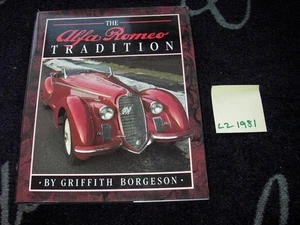 THE
Alfa Romeo
TRADITION
• BY GRIFFITH BORGESON •
LZ 1981